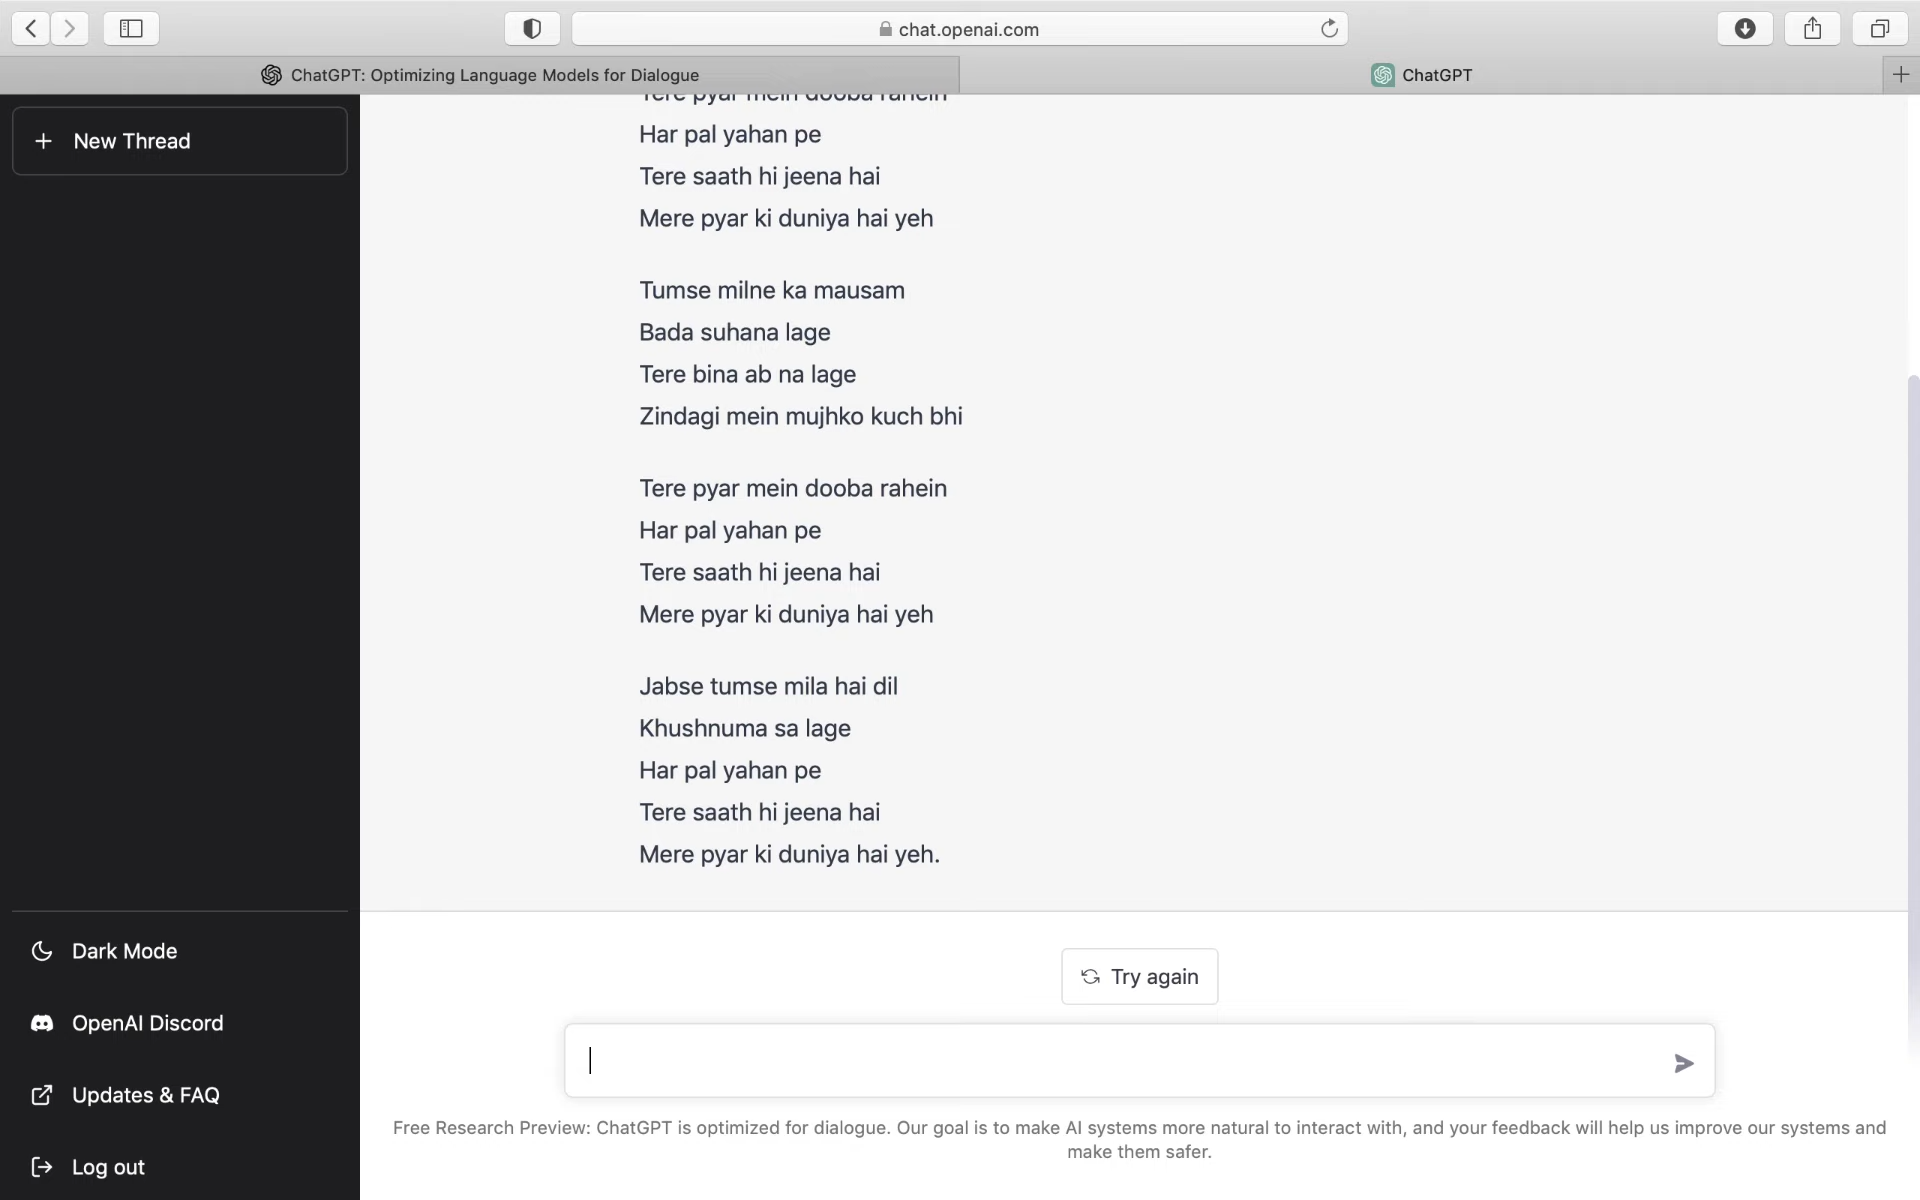 chat.openai.com
ChatGPT: Optimizing Language Models for Dialogue
ChatGPT
New Thread
Tere pyar mein dooba rahein
Har pal yahan pe
Tere saath hi jeena hai
Mere pyar ki duniya hai yeh
Tumse milne ka mausam
Bada suhana lage
Tere bina ab na lage
Zindagi mein mujhko kuch bhi
Tere pyar mein dooba rahein
Har pal yahan pe
Tere saath hi jeena hai
Mere pyar ki duniya hai yeh
Jabse tumse mila hai dil
Khushnuma sa lage
Har pal yahan pe
Tere saath hi jeena hai
Mere pyar ki duniya hai yeh.
Dark Mode
OpenAI Discord
Updates & FAQ
Log out
Try again
Free Research Preview: ChatGPT is optimized for dialogue. Our goal is to make AI systems more natural to interact with, and your feedback will help us improve our systems and
make them safer.